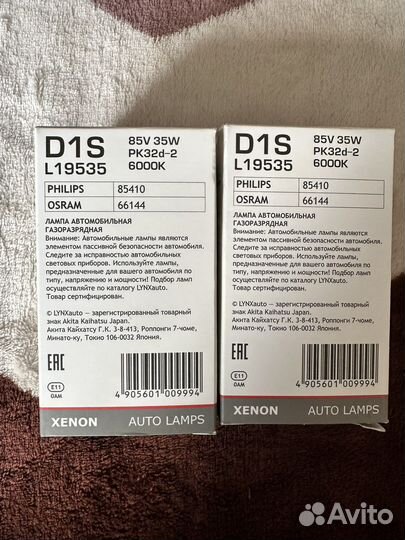 D1S 85V 35W
L19535 PK32d-2
6000K
PHILIPS 85410
OSRAM 66144
ЛАМПА АВТОМОБИЛЬНАЯ
ГАЗОРАЗРЯДНАЯ
Внимание: Автомобильные лампы являются
элементом пассивной безопасности автомобиля.
Следите за исправностью автомобильных
световых приборов. Используйте лампы,
предназначенные для вашего автомобиля по
типу, напряжению и мощности! Подбор ламп
осуществляется по каталогу LYNXauto.
Товар сертифицирован.
© LYNXauto — зарегистрированный товарный
знак Akita Kaihatsu Japan.
Акита Кайхатсу Г.К. 3-8-413, Роппонги 7-чоме,
Минато-ку, Токио 106-0032 Япония.
EAC
E11
0AM
4 905601 009994
XENON AUTO LAMPS
D1S 85V 35W
L19535 PK32d-2
6000K
PHILIPS 85410
OSRAM 66144
ЛАМПА АВТОМОБИЛЬНАЯ
ГАЗОРАЗРЯДНАЯ
Внимание: Автомобильные лампы являются
элементом пассивной безопасности автомобиля.
Следите за исправностью автомобильных
световых приборов. Используйте лампы,
предназначенные для вашего автомобиля по
типу, напряжению и мощности! Подбор ламп
осуществляется по каталогу LYNXauto.
Товар сертифицирован.
© LYNXauto — зарегистрированный товарный
знак Akita Kaihatsu Japan.
Акита Кайхатсу Г.К. 3-8-413, Роппонги 7-чоме,
Минато-ку, Токио 106-0032 Япония.
EAC
E11
0AM
4 905601 009994
XENON AUTO LAMPS
Avito